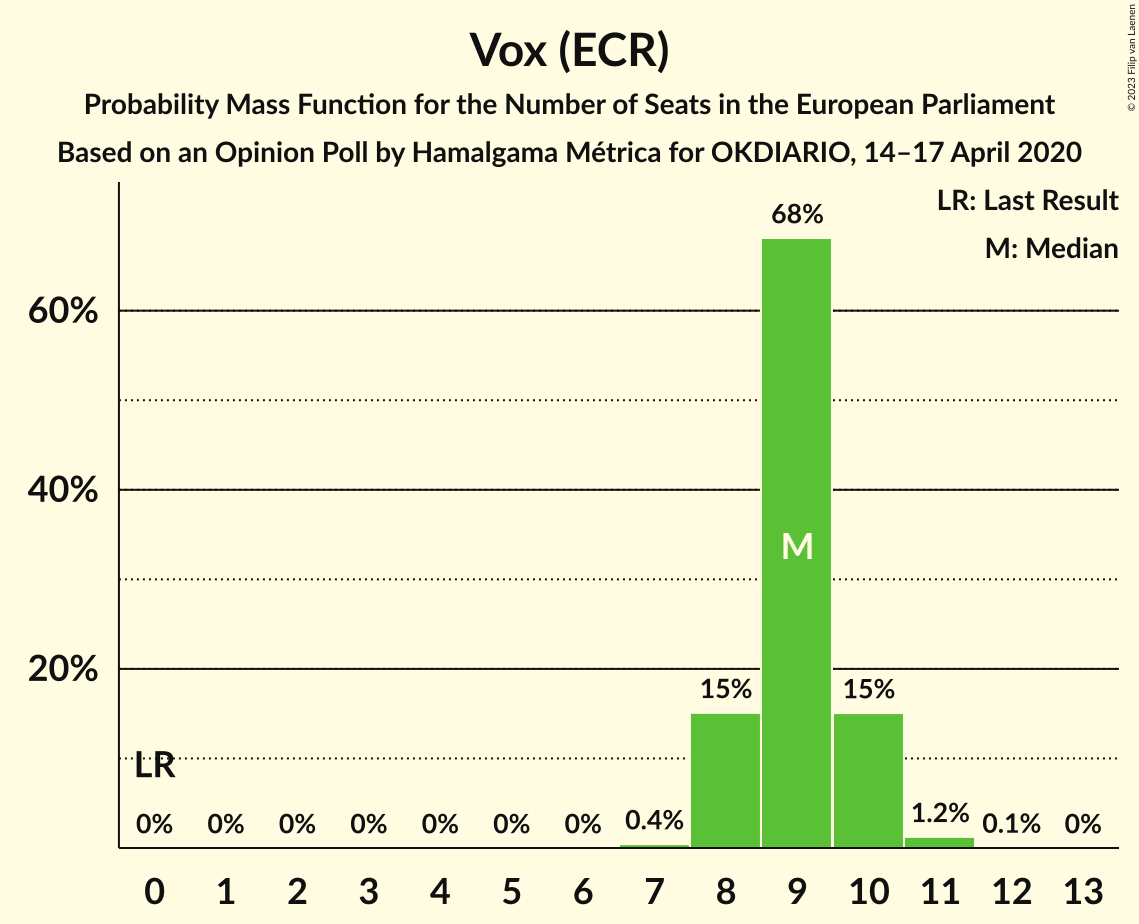 Vox (ECR)
Probability Mass Function for the Number of Seats in the European Parliament
Based on an Opinion Poll by Hamalgama Métrica for OKDIARIO, 14–17 April 2020
© 2023 Filip van Laenen
LR: Last Result
M: Median
68%
60%
40%
M
20%
15% 15%
LR
0% 0% 0% 0% 0% 0% 0% 0.4% 1.2% 0.1% 0%
0 1 2 3 4 5 6 7 8 9 10 11 12 13